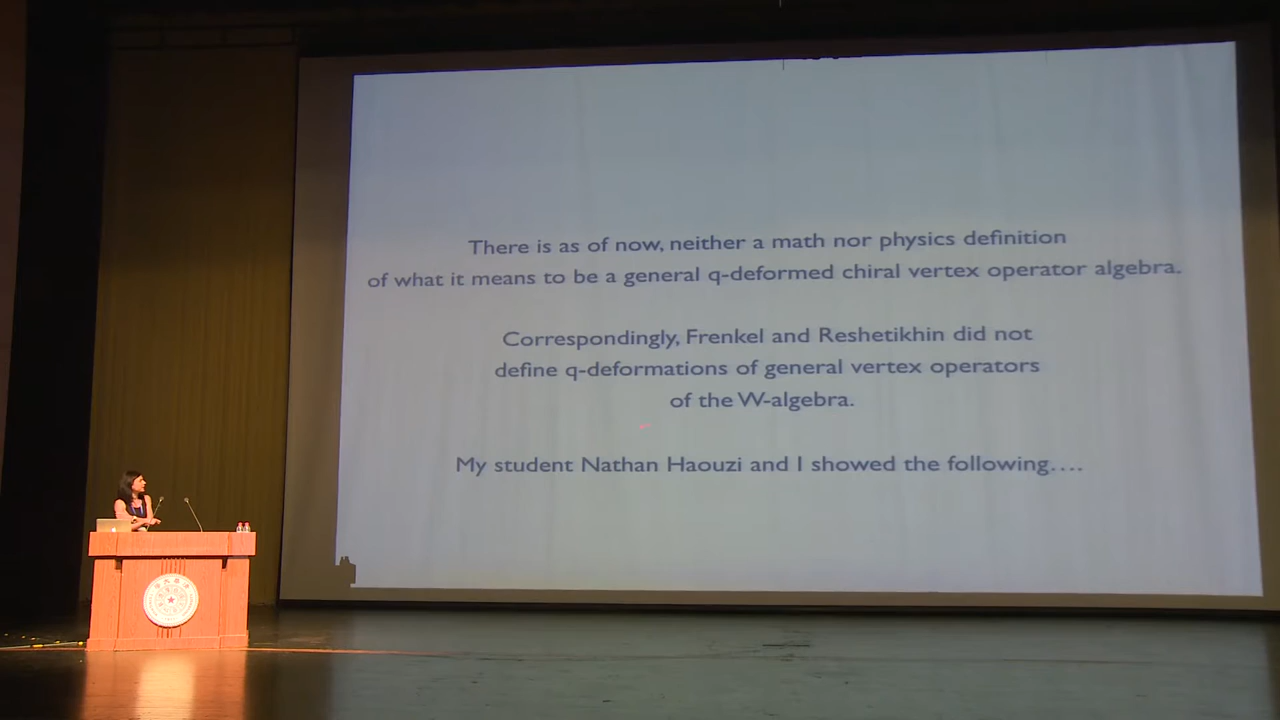 There is as of now, neither a math nor physics definition
of what it means to be a general q-deformed chiral vertex operator algebra.
Correspondingly, Frenkel and Reshetikhin did not
define q-deformations of general vertex operators
of the W-algebra.
My student Nathan Haouzi and I showed the following....